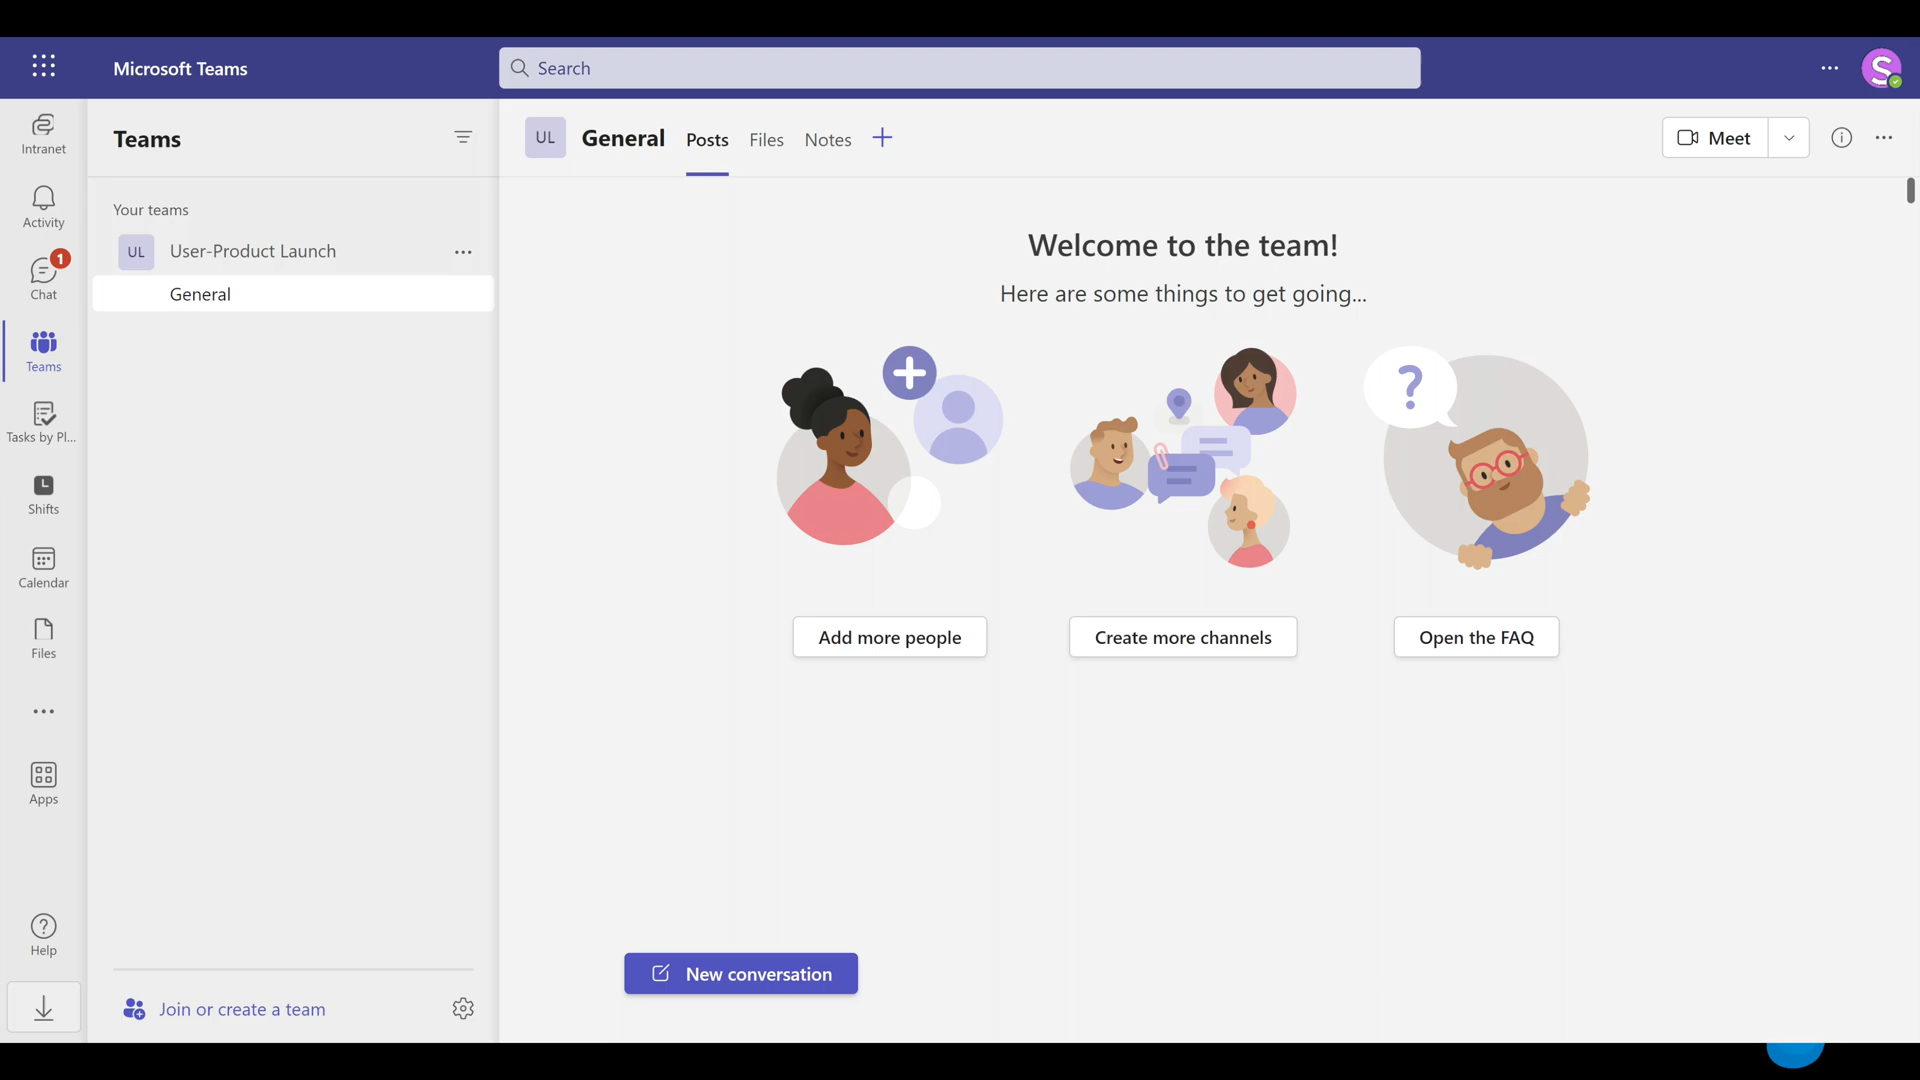 Microsoft Teams
Search
S
Intranet
Activity
1
Chat
Teams
Tasks by Pl...
Shifts
Calendar
Files
Apps
Help
Teams
Your teams
UL User-Product Launch
General
Join or create a team
UL General Posts Files Notes
Meet
Welcome to the team!
Here are some things to get going...
?
Add more people
Create more channels
Open the FAQ
New conversation